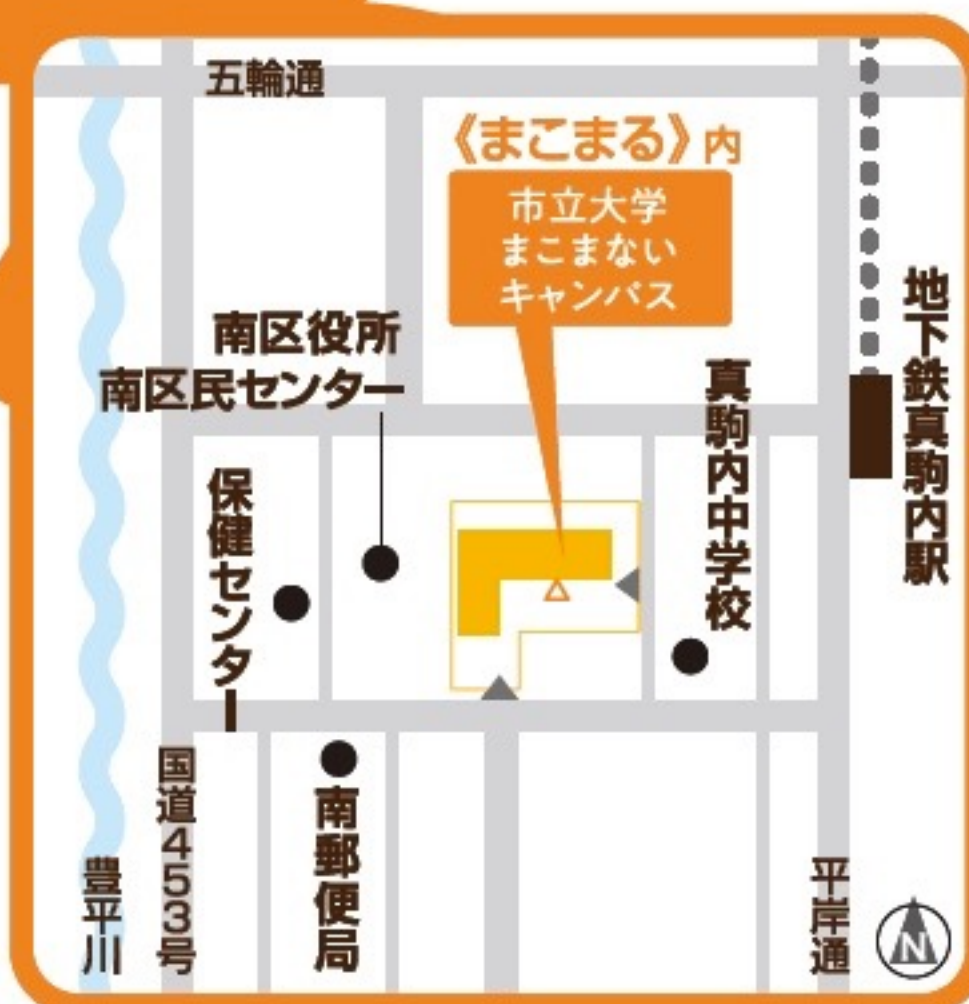 五輪通
《まこまる》内
市立大学
まこまない
キャンパス
南区役所
南区民センター
保健センター
真駒内中学校
地下鉄真駒内駅
南郵便局
国道453号
豊平川
平岸通
N